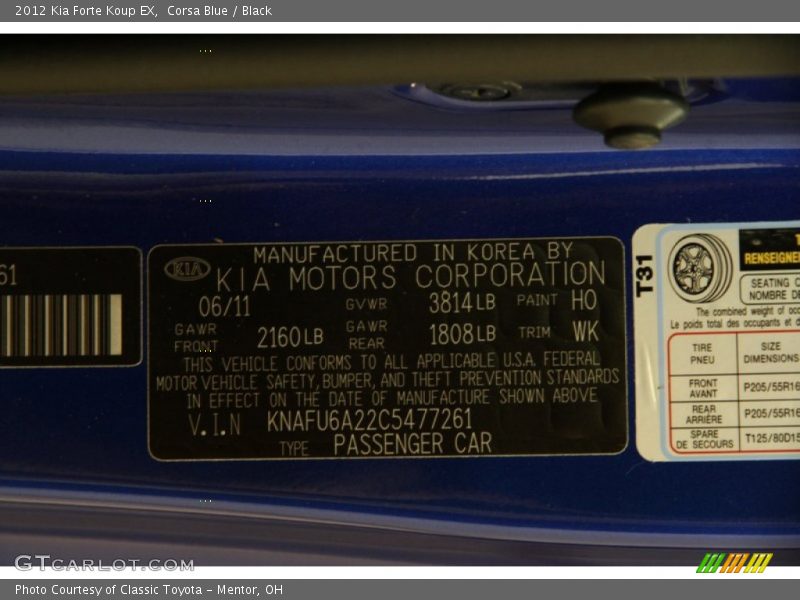 2012 Kia Forte Koup EX,  Corsa Blue / Black
61
KIA
MANUFACTURED IN KOREA BY
KIA MOTORS CORPORATION
06/11 GVWR 3814 LB PAINT HO
GAWR FRONT 2160 LB GAWR REAR 1808 LB TRIM WK
THIS VEHICLE CONFORMS TO ALL APPLICABLE U.S.A. FEDERAL
MOTOR VEHICLE SAFETY, BUMPER, AND THEFT PREVENTION STANDARDS
IN EFFECT ON THE DATE OF MANUFACTURE SHOWN ABOVE
V.I.N KNAFU6A22C5477261
TYPE PASSENGER CAR
T31
SEATING
NOMBRE
The combined weight of
Le poids total des occupants et
TIRE PNEU SIZE DIMENSIONS
FRONT AVANT P205/55R16
REAR ARRIÈRE P205/55R16
SPARE DE SECOURS T125/80D15
GTCARLOT.COM
Photo Courtesy of Classic Toyota - Mentor, OH